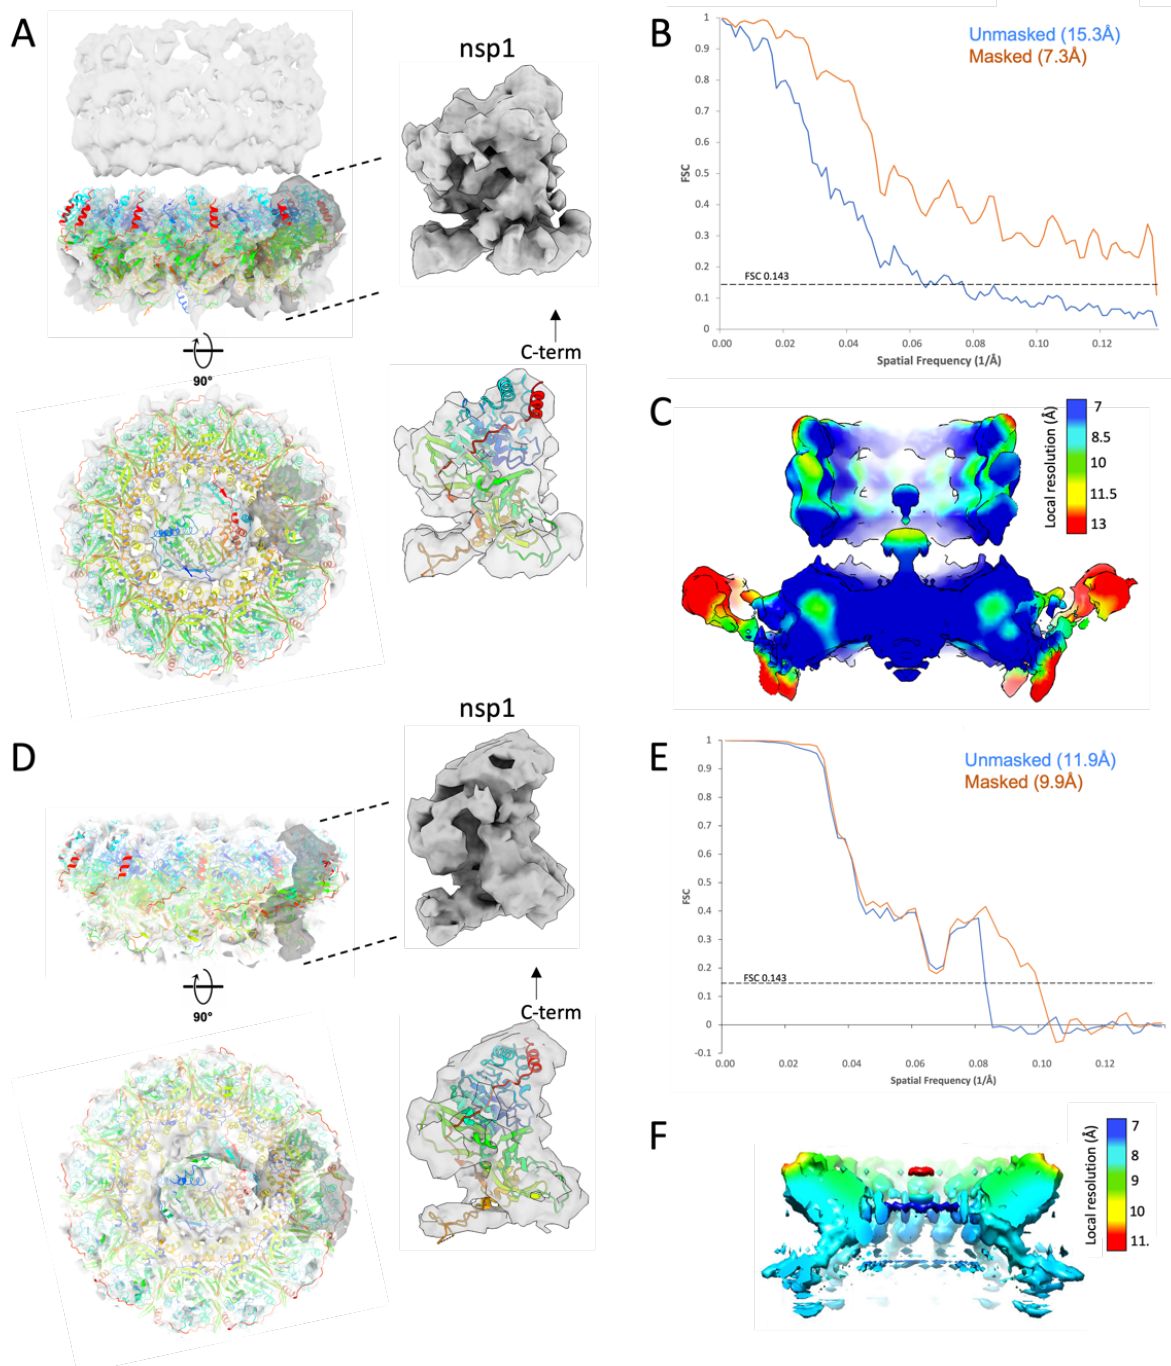 A
nsp1
C-term
90°
B
Unmasked (15.3Å)
Masked (7.3Å)
1
0.9
0.8
0.7
0.6
0.5
0.4
0.3
0.2
0.1
0
FSC
FSC 0.143
0.00
0.02
0.04
0.06
0.08
0.10
0.12
Spatial Frequency (1/Å)
C
Local resolution (Å)
7
8.5
10
11.5
13
D
nsp1
C-term
90°
E
Unmasked (11.9Å)
Masked (9.9Å)
1
0.9
0.8
0.7
0.6
0.5
0.4
0.3
0.2
0.1
0
-0.1
FSC
FSC 0.143
0.00
0.02
0.04
0.06
0.08
0.10
0.12
Spatial Frequency (1/Å)
F
Local resolution (Å)
7
8
9
10
11.